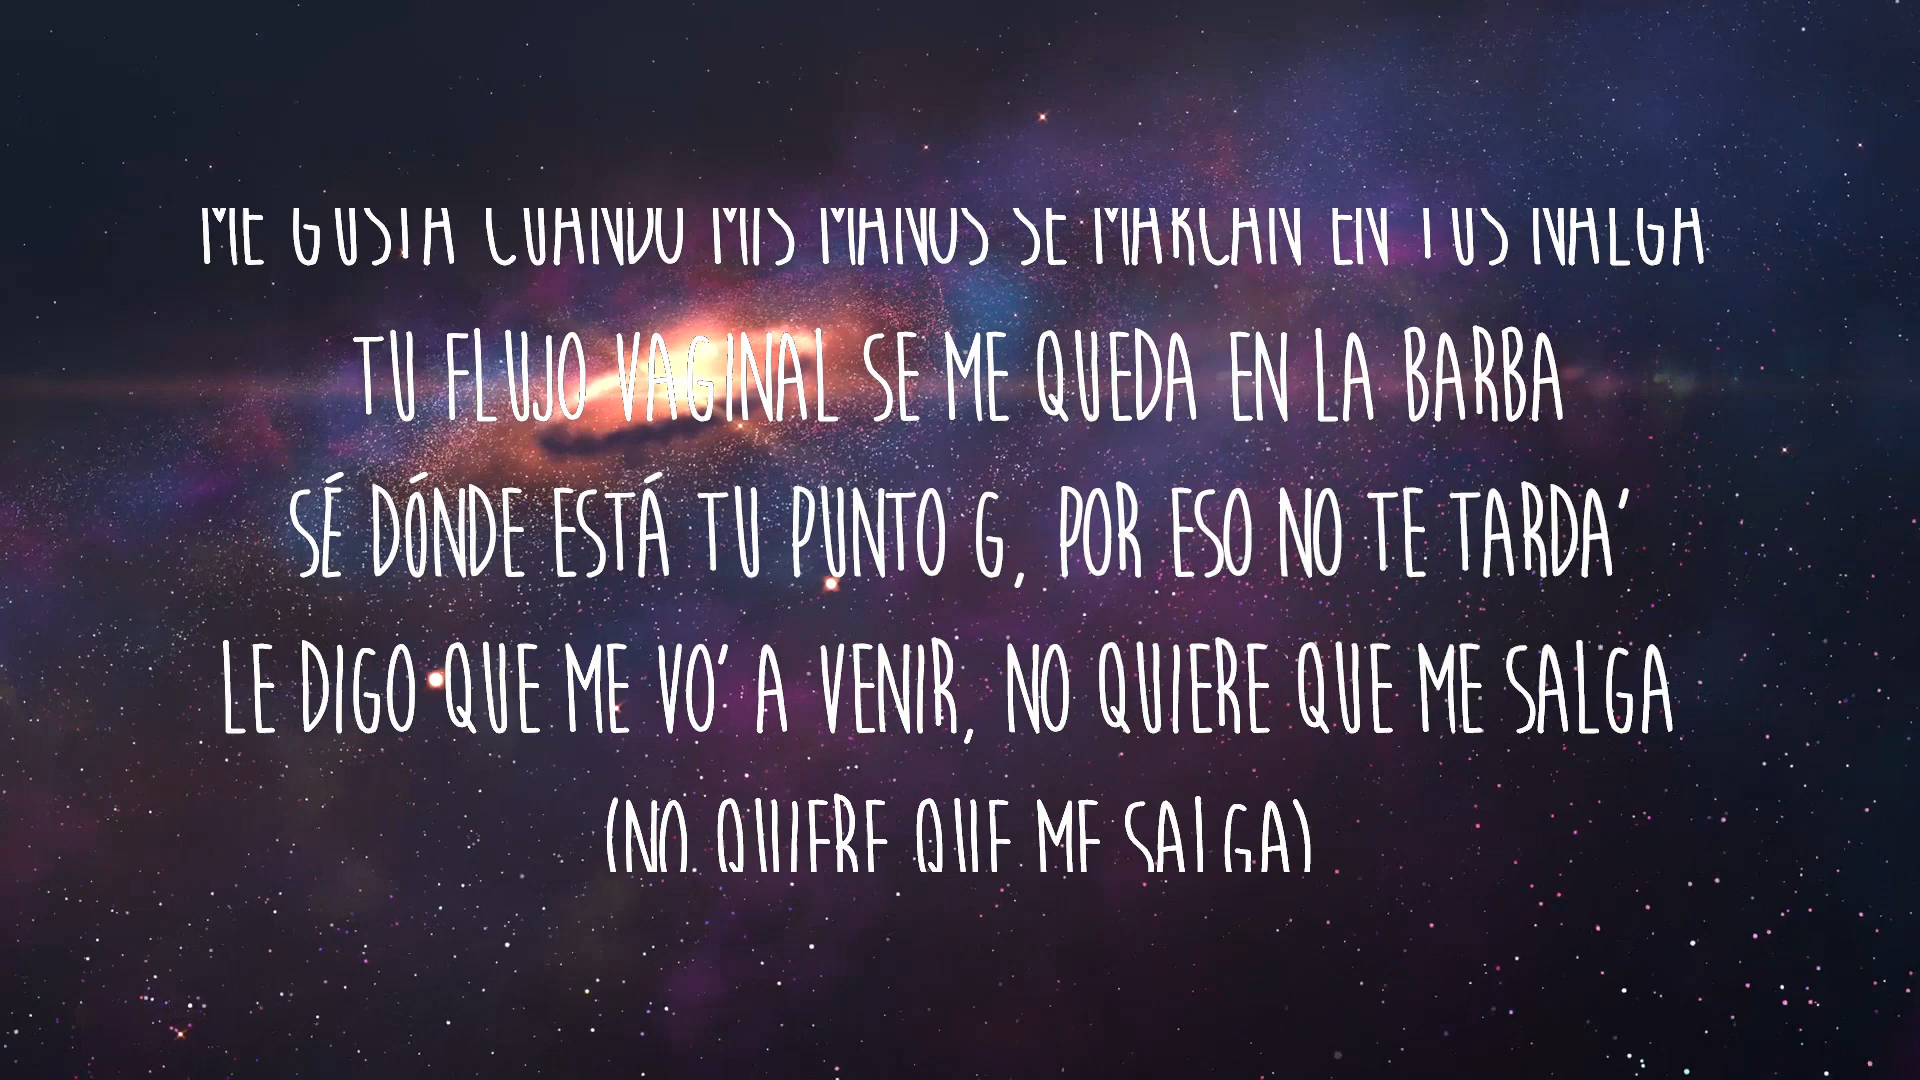 ME GUSTA CUANDO MIS MANOS SE MARCAN EN TUS NALGA
TU FLUJO VAGINAL SE ME QUEDA EN LA BARBA
SÉ DÓNDE ESTÁ TU PUNTO G, POR ESO NO TE TARDA'
LE DIGO QUE ME VO' A VENIR, NO QUIERE QUE ME SALGA
(NO QUIERE QUE ME SALGA)